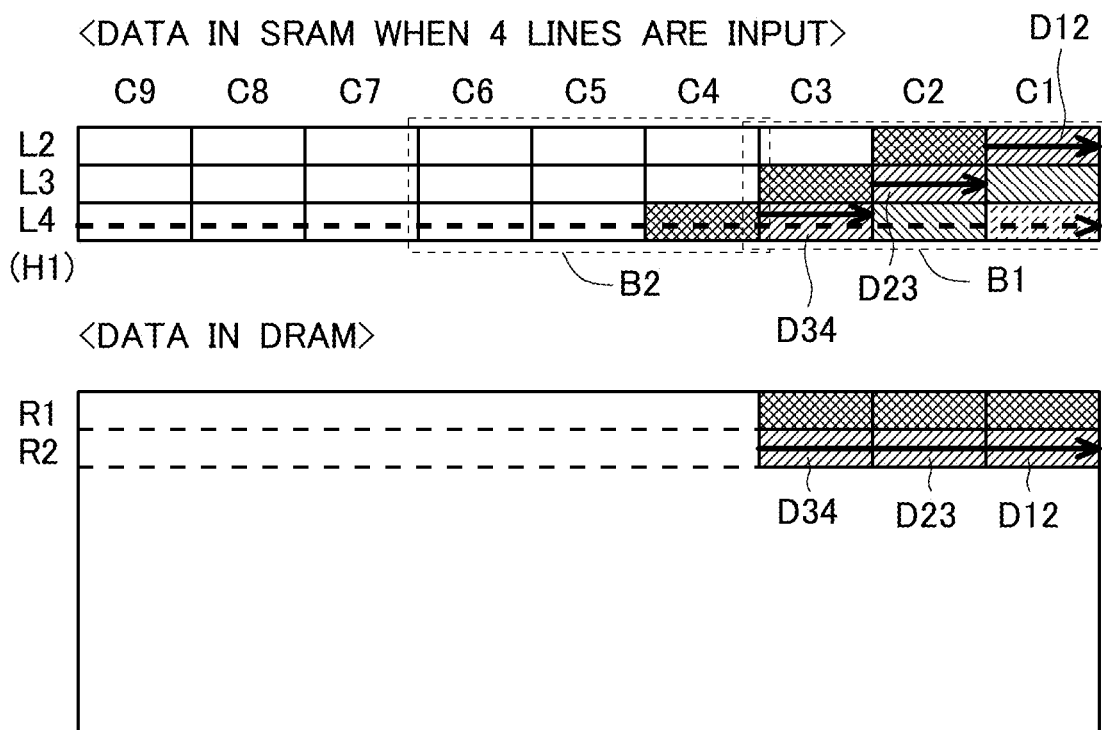 <DATA IN SRAM WHEN 4 LINES ARE INPUT>
D12
C9 C8 C7 C6 C5 C4 C3 C2 C1
L2
L3
L4
(H1)
B2
D34
D23
B1
<DATA IN DRAM>
R1
R2
D34 D23 D12